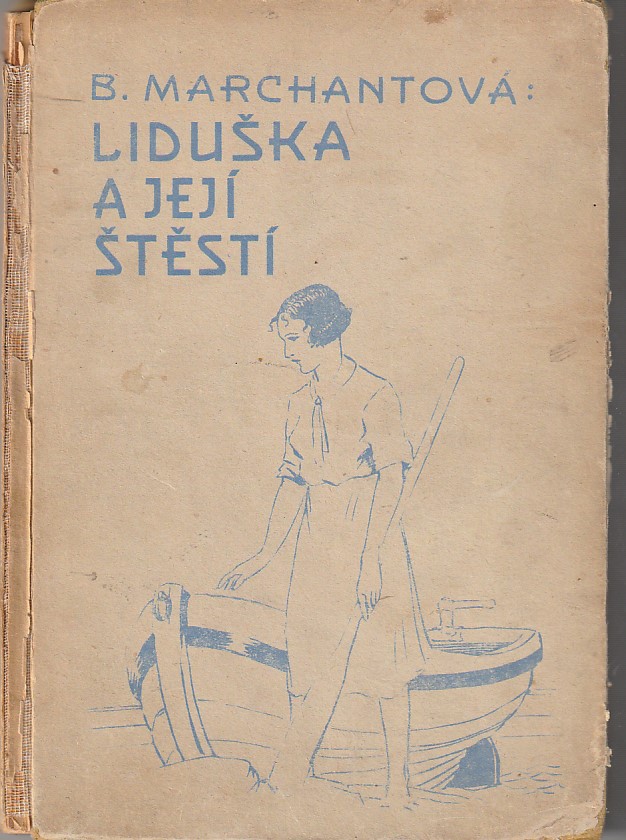 B. MARCHANTOVÁ:
LIDUŠKA
A JEJÍ
ŠTĚSTÍ